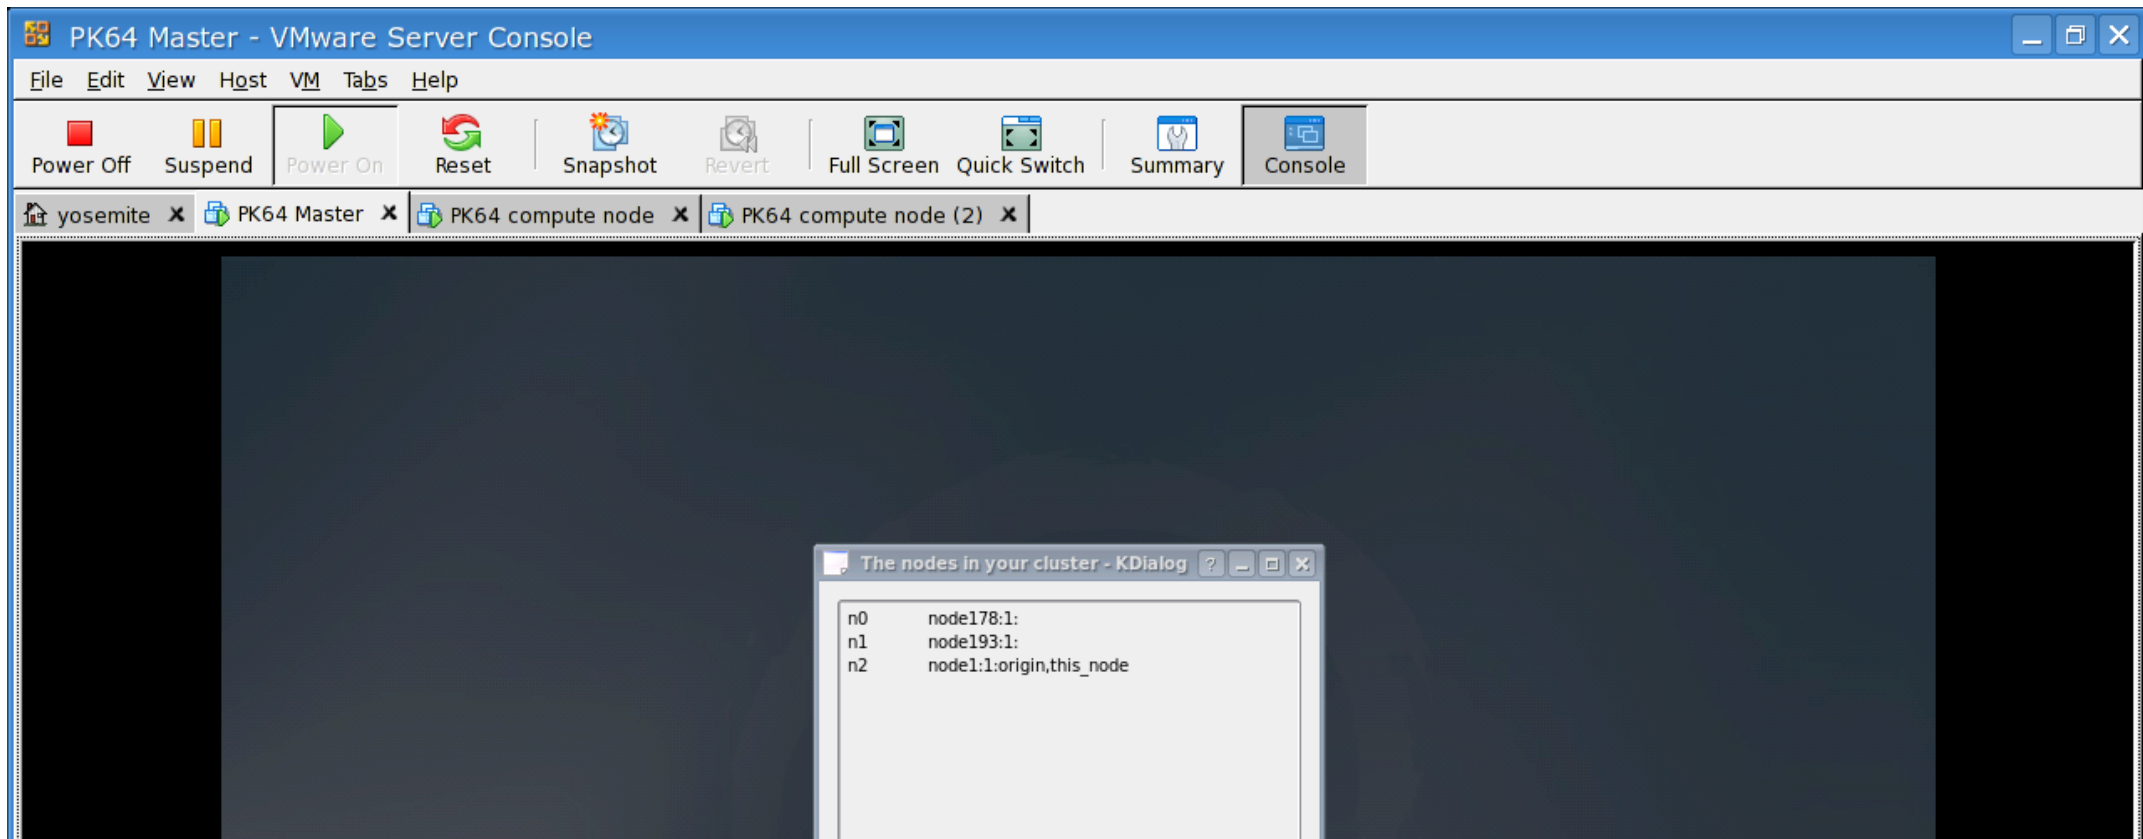 PK64 Master - VMware Server Console
File Edit View Host VM Tabs Help
Power Off Suspend Power On Reset Snapshot Revert Full Screen Quick Switch Summary Console
yosemite PK64 Master PK64 compute node PK64 compute node (2)
The nodes in your cluster - KDialog
n0 node178:1:
n1 node193:1:
n2 node1:1:origin,this_node